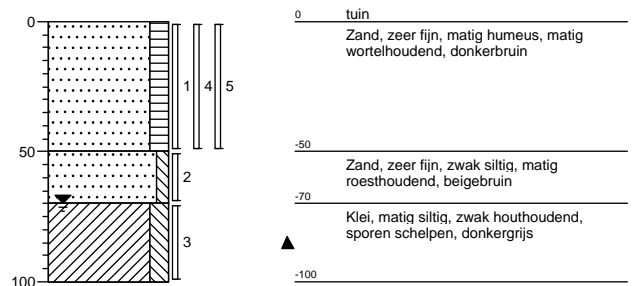 0
50
100
1
4
5
2
3
0 tuin
Zand, zeer fijn, matig humeus, matig
wortelhoudend, donkerbruin
-50
Zand, zeer fijn, zwak siltig, matig
roesthoudend, beigebruin
-70
Klei, matig siltig, zwak houthoudend,
sporen schelpen, donkergrijs
-100